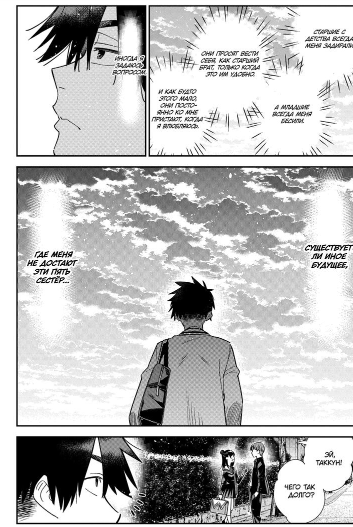 СТАРШИЕ С
ДЕТСТВА ВСЕГДА
МЕНЯ ЗАДИРАЛИ.
А МЛАДШИЕ
ВСЕГДА МЕНЯ
БЕСИЛИ.
ОНИ ПРОСЯТ ВЕСТИ
СЕБЯ, КАК СТАРШИЙ
БРАТ, ТОЛЬКО КОГДА
ЭТО ИМ УДОБНО.
И КАК БУДТО
ЭТОГО МАЛО,
ОНИ ПОСТО-
ЯННО КО МНЕ
ПРИСТАЮТ, КОГДА
Я ВЛЮБЛЯЮСЬ.
ИНОГДА Я
ЗАДАЮСЬ
ВОПРОСОМ...
СУЩЕСТВУЕТ
ЛИ ИНОЕ
БУДУЩЕЕ,
ГДЕ МЕНЯ
НЕ ДОСТАЮТ
ЭТИ ПЯТЬ
СЕСТЁР...
ЭЙ,
ТАККУН!
ЧЕГО ТАК
ДОЛГО?